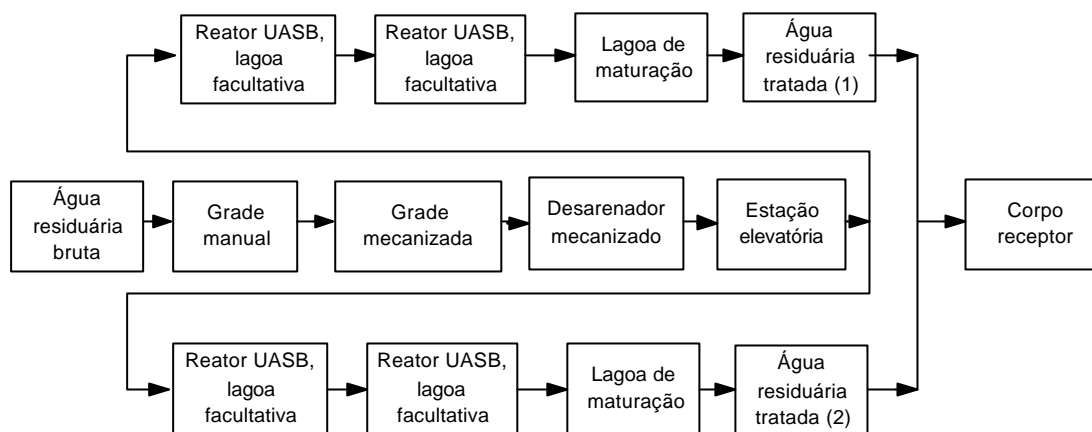 Reator UASB,
lagoa
facultativa
Reator UASB,
lagoa
facultativa
Lagoa de
maturação
Água
residuária
tratada (1)
Água
residuária
bruta
Grade
manual
Grade
mecanizada
Desarenador
mecanizado
Estação
elevatória
Corpo
receptor
Reator UASB,
lagoa
facultativa
Reator UASB,
lagoa
facultativa
Lagoa de
maturação
Água
residuária
tratada (2)